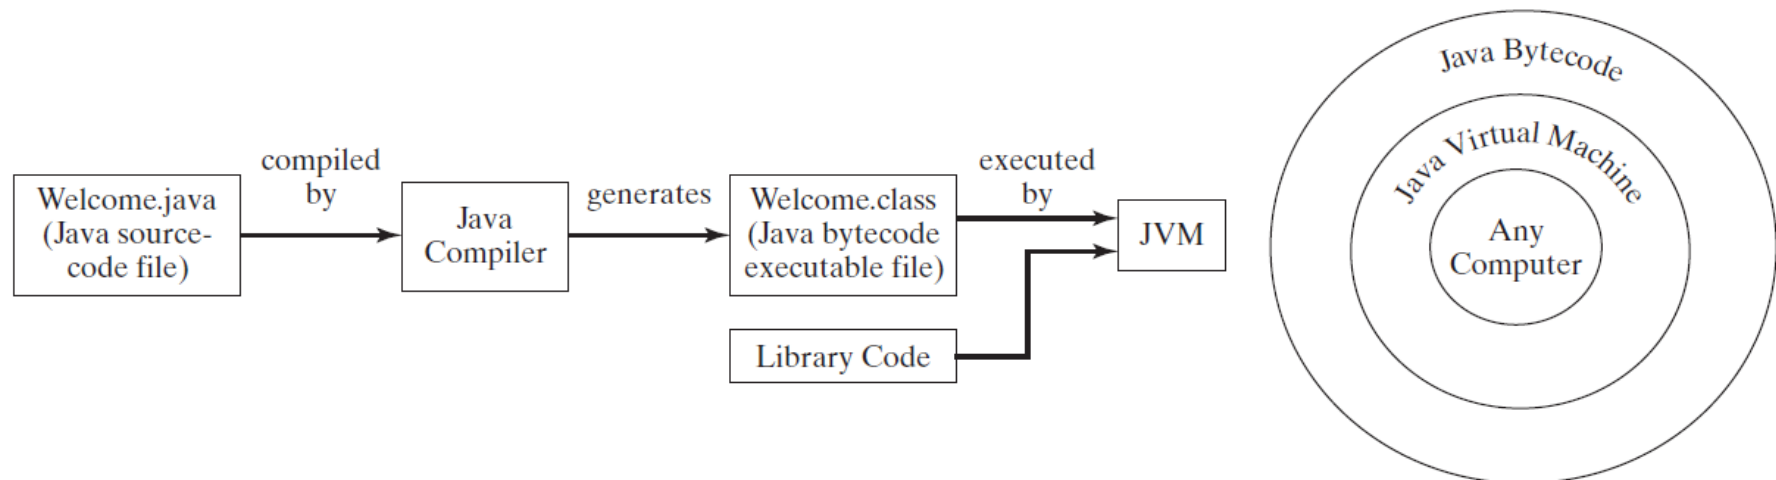 Welcome.java
(Java source-
code file)
compiled
by
Java
Compiler
generates
Welcome.class
(Java bytecode
executable file)
executed
by
JVM
Library Code
Java Bytecode
Java Virtual Machine
Any
Computer